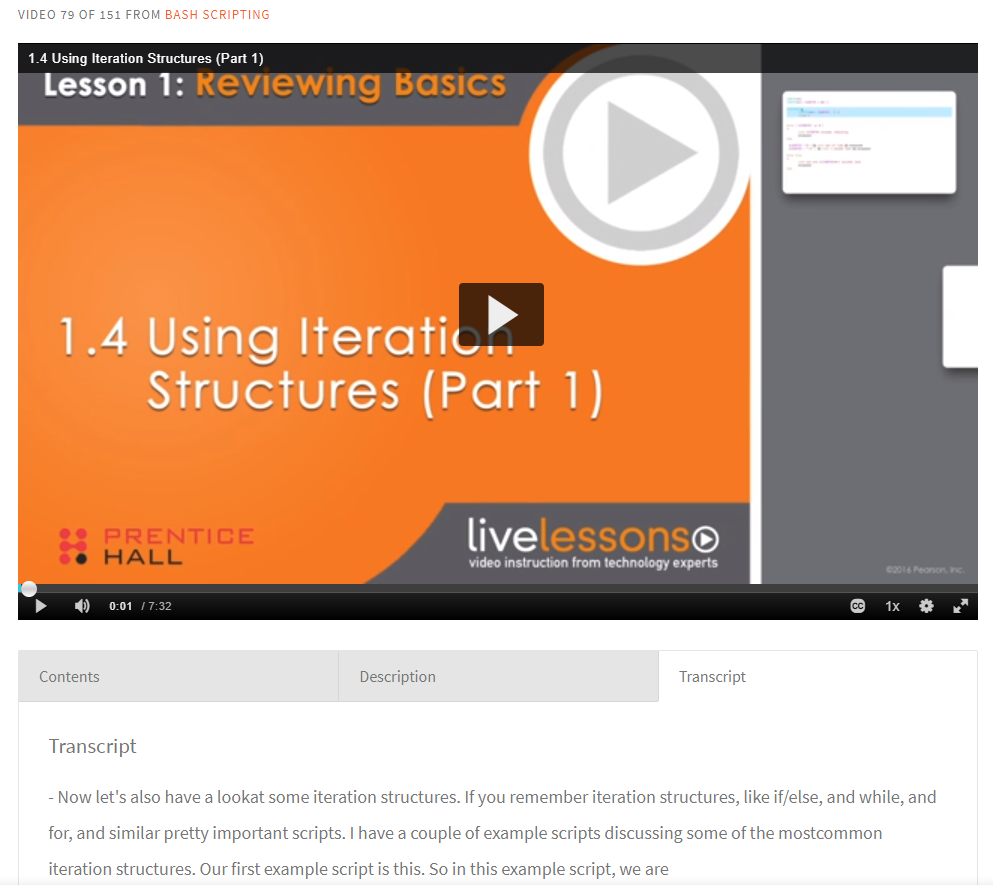 VIDEO 79 OF 151 FROM BASH SCRIPTING
1.4 Using Iteration Structures (Part 1)
Lesson 1: Reviewing Basics
1.4 Using Iteration
Structures (Part 1)
PRENTICE
HALL
livelessons
video instruction from technology experts
©2016 Pearson, Inc.
0:01 / 7:32
CC
1x
Contents
Description
Transcript
Transcript
- Now let's also have a lookat some iteration structures. If you remember iteration structures, like if/else, and while, and
for, and similar pretty important scripts. I have a couple of example scripts discussing some of the mostcommon
iteration structures. Our first example script is this. So in this example script, we are